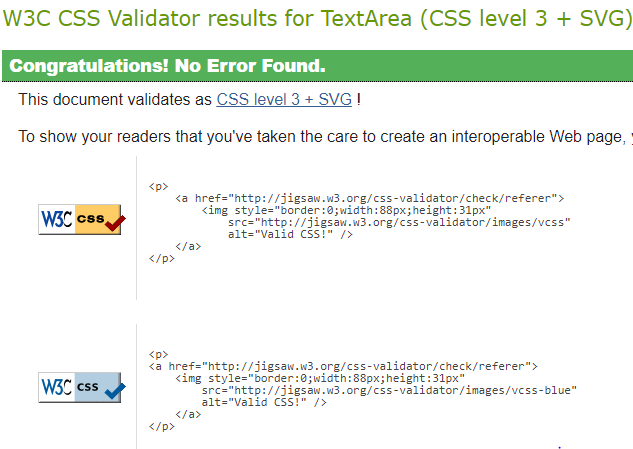 W3C CSS Validator results for TextArea (CSS level 3 + SVG)
Congratulations! No Error Found.
This document validates as CSS level 3 + SVG !
To show your readers that you've taken the care to create an interoperable Web page,
W3C css
<p>
<a href="http://jigsaw.w3.org/css-validator/check/referer">
<img style="border:0;width:88px;height:31px"
src="http://jigsaw.w3.org/css-validator/images/vcss"
alt="Valid CSS!" />
</a>
</p>
W3C css
<p>
<a href="http://jigsaw.w3.org/css-validator/check/referer">
<img style="border:0;width:88px;height:31px"
src="http://jigsaw.w3.org/css-validator/images/vcss-blue"
alt="Valid CSS!" />
</a>
</p>